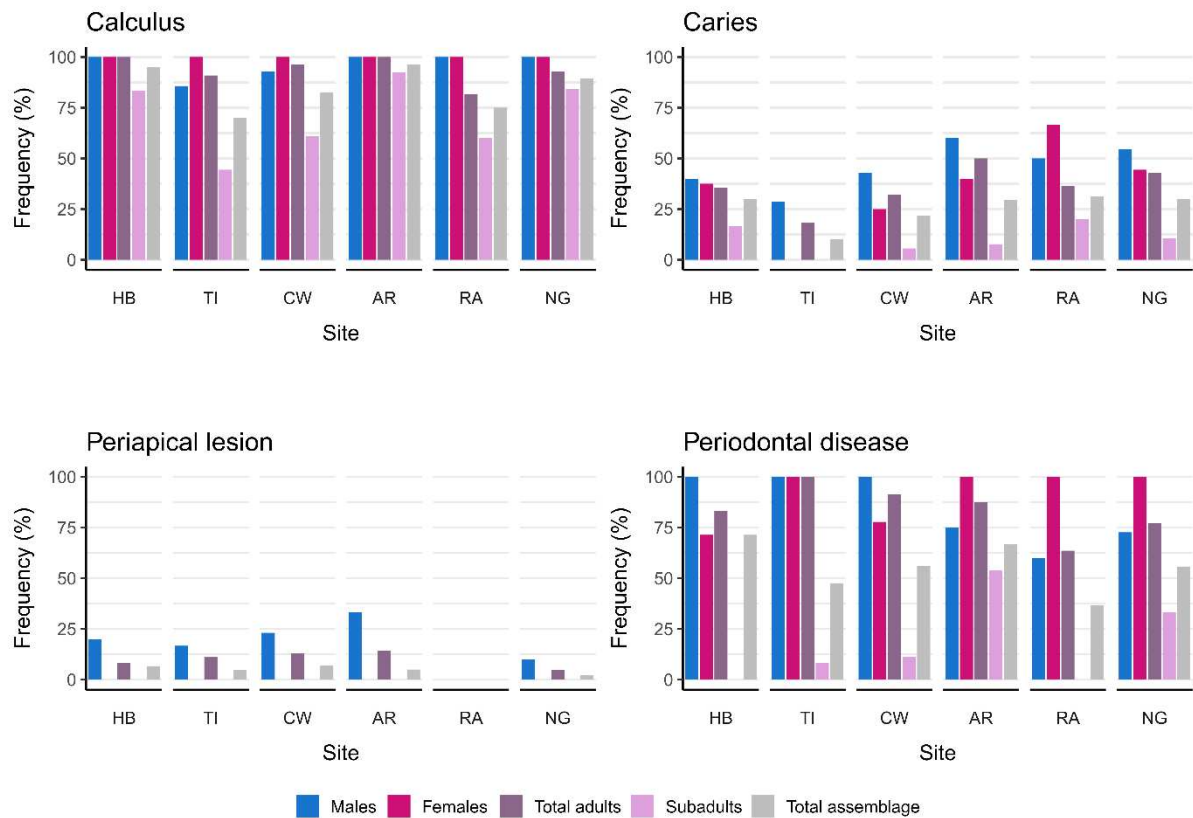 Calculus
Frequency (%)
100
75
50
25
0
HB TI CW AR RA NG
Site
Caries
Frequency (%)
100
75
50
25
0
HB TI CW AR RA NG
Site
Periapical lesion
Frequency (%)
100
75
50
25
0
HB TI CW AR RA NG
Site
Periodontal disease
Frequency (%)
100
75
50
25
0
HB TI CW AR RA NG
Site
Males Females Total adults Subadults Total assemblage